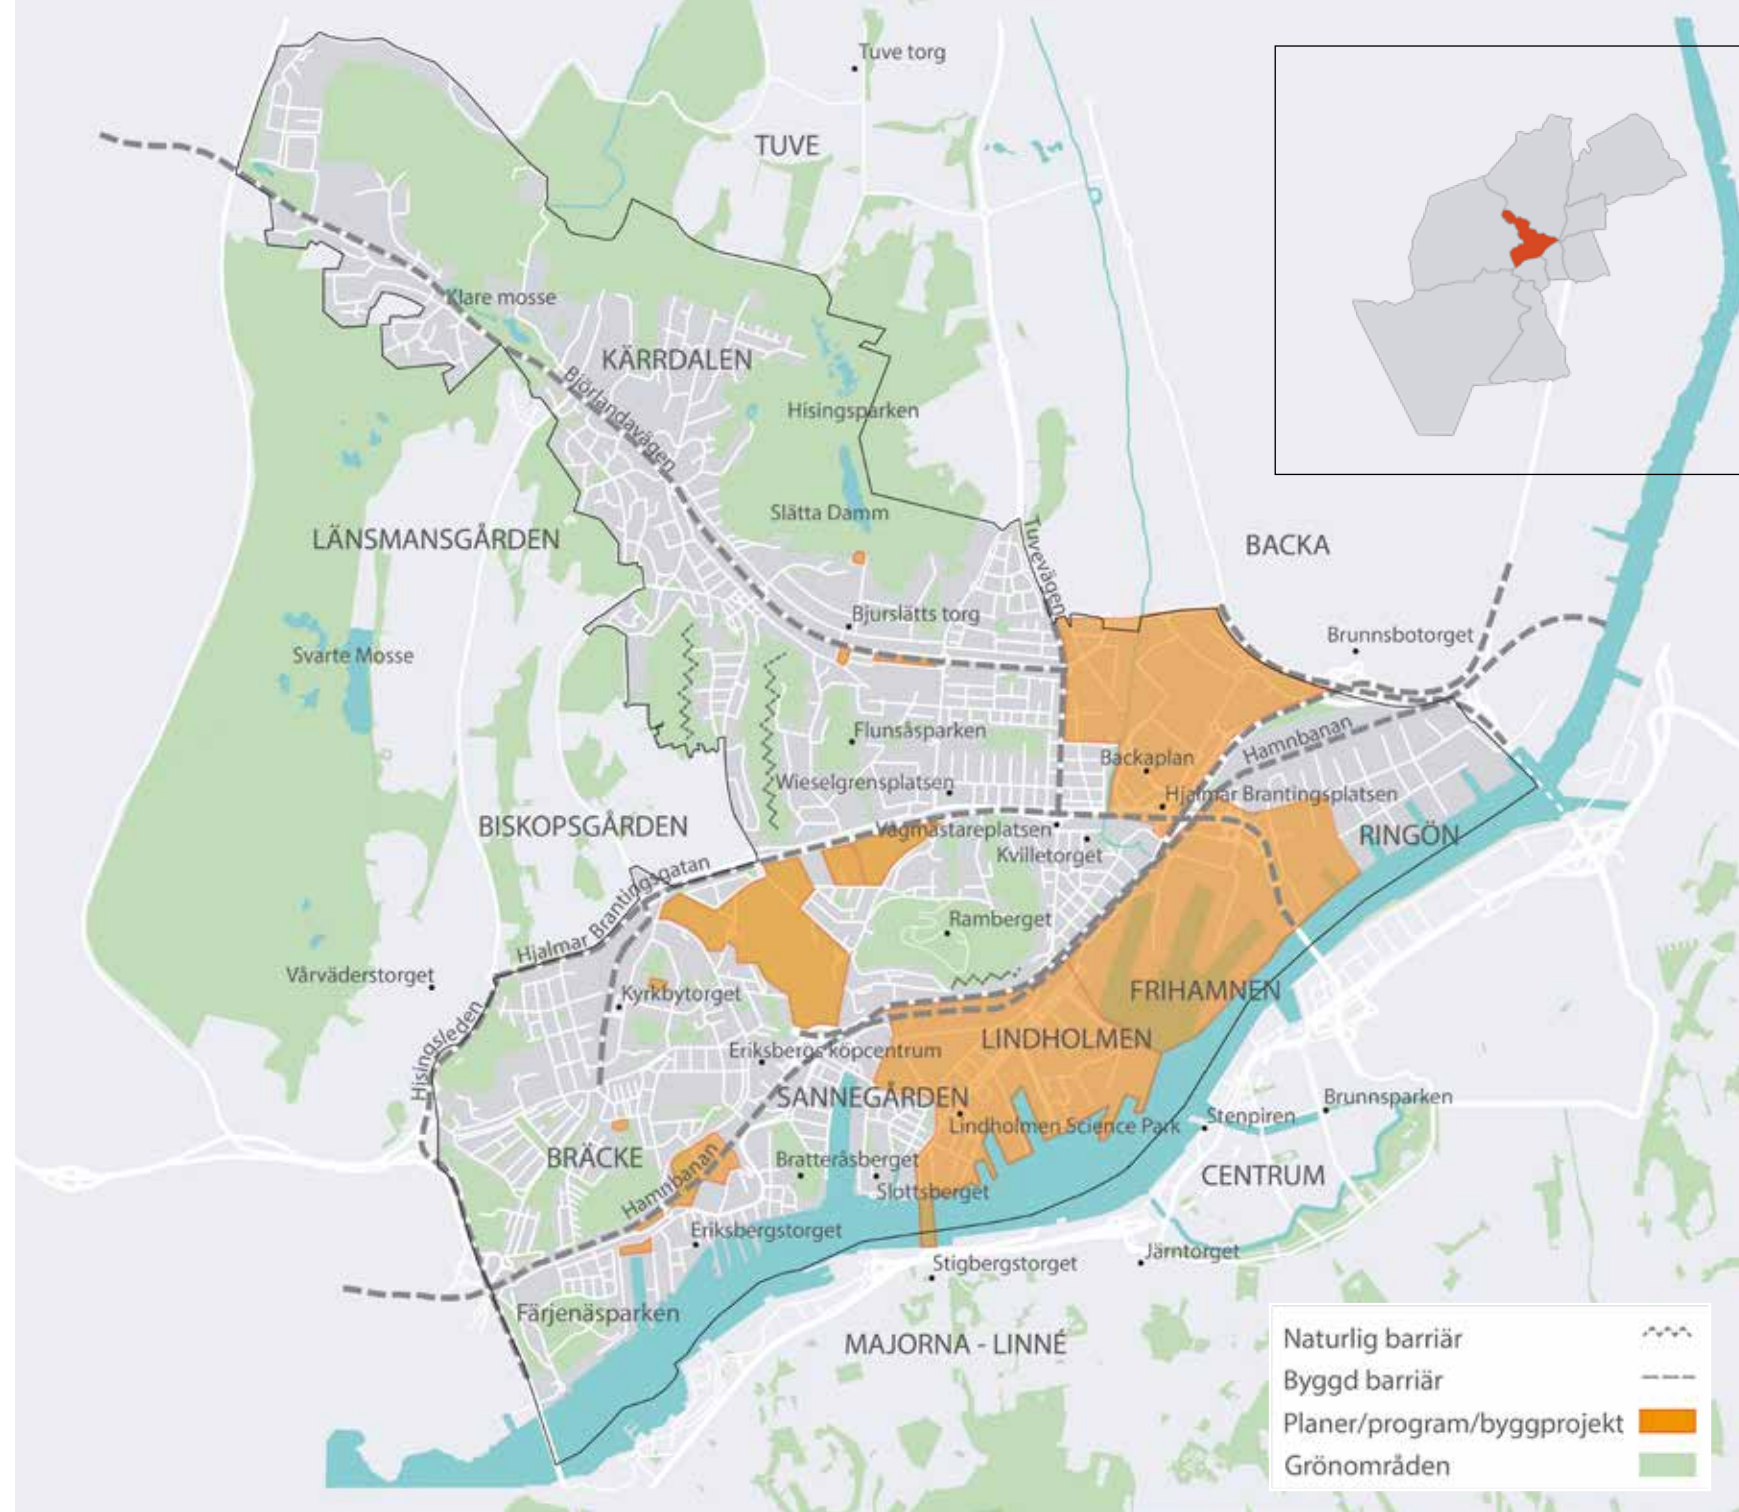 Tuve torg
TUVE
Klare mosse
KÄRRDALEN
Björlandavägen
Hisingsparken
Slätta Damm
LÄNSMANSGÅRDEN
Tuvevägen
BACKA
Bjurslätts torg
Brunnsbotorget
Svarte Mosse
Flunsåsparken
Hamnbanan
Backaplan
Wieselgrensplatsen
Hjalmar Brantingsplatsen
BISKOPSGÅRDEN
Vågmästareplatsen
RINGÖN
Kvilletorget
Hjalmar Brantingsgatan
Ramberget
Vårväderstorget
Kyrkbytorget
FRIHAMNEN
Hisingsleden
LINDHOLMEN
Eriksbergs köpcentrum
SANNEGÅRDEN
Brunnsparken
Stenpiren
Lindholmen Science Park
BRÄCKE
Bratteråsberget
CENTRUM
Hamnbanan
Slottsberget
Eriksbergstorget
Järntorget
Stigbergstorget
Färjenäsparken
MAJORNA - LINNÉ
Naturlig barriär
Byggd barriär
Planer/program/byggprojekt
Grönområden